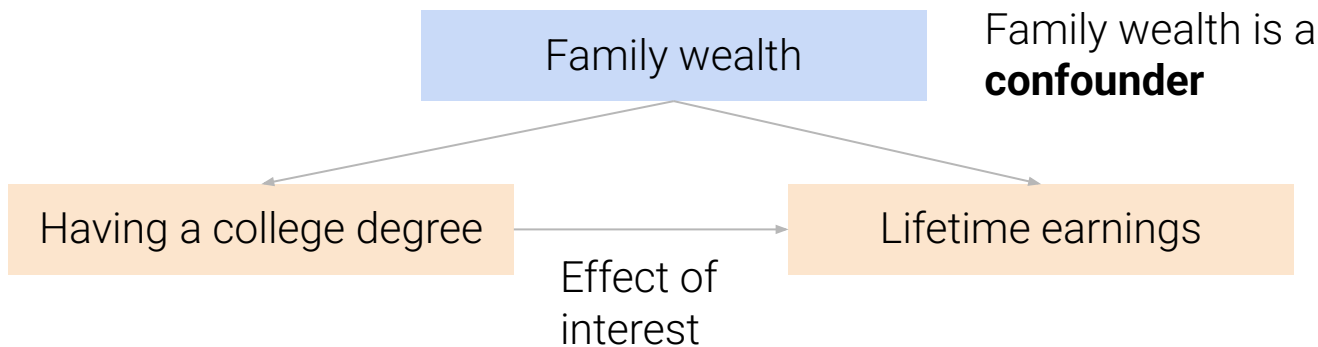 Family wealth
Family wealth is a
confounder
Having a college degree
Lifetime earnings
Effect of
interest